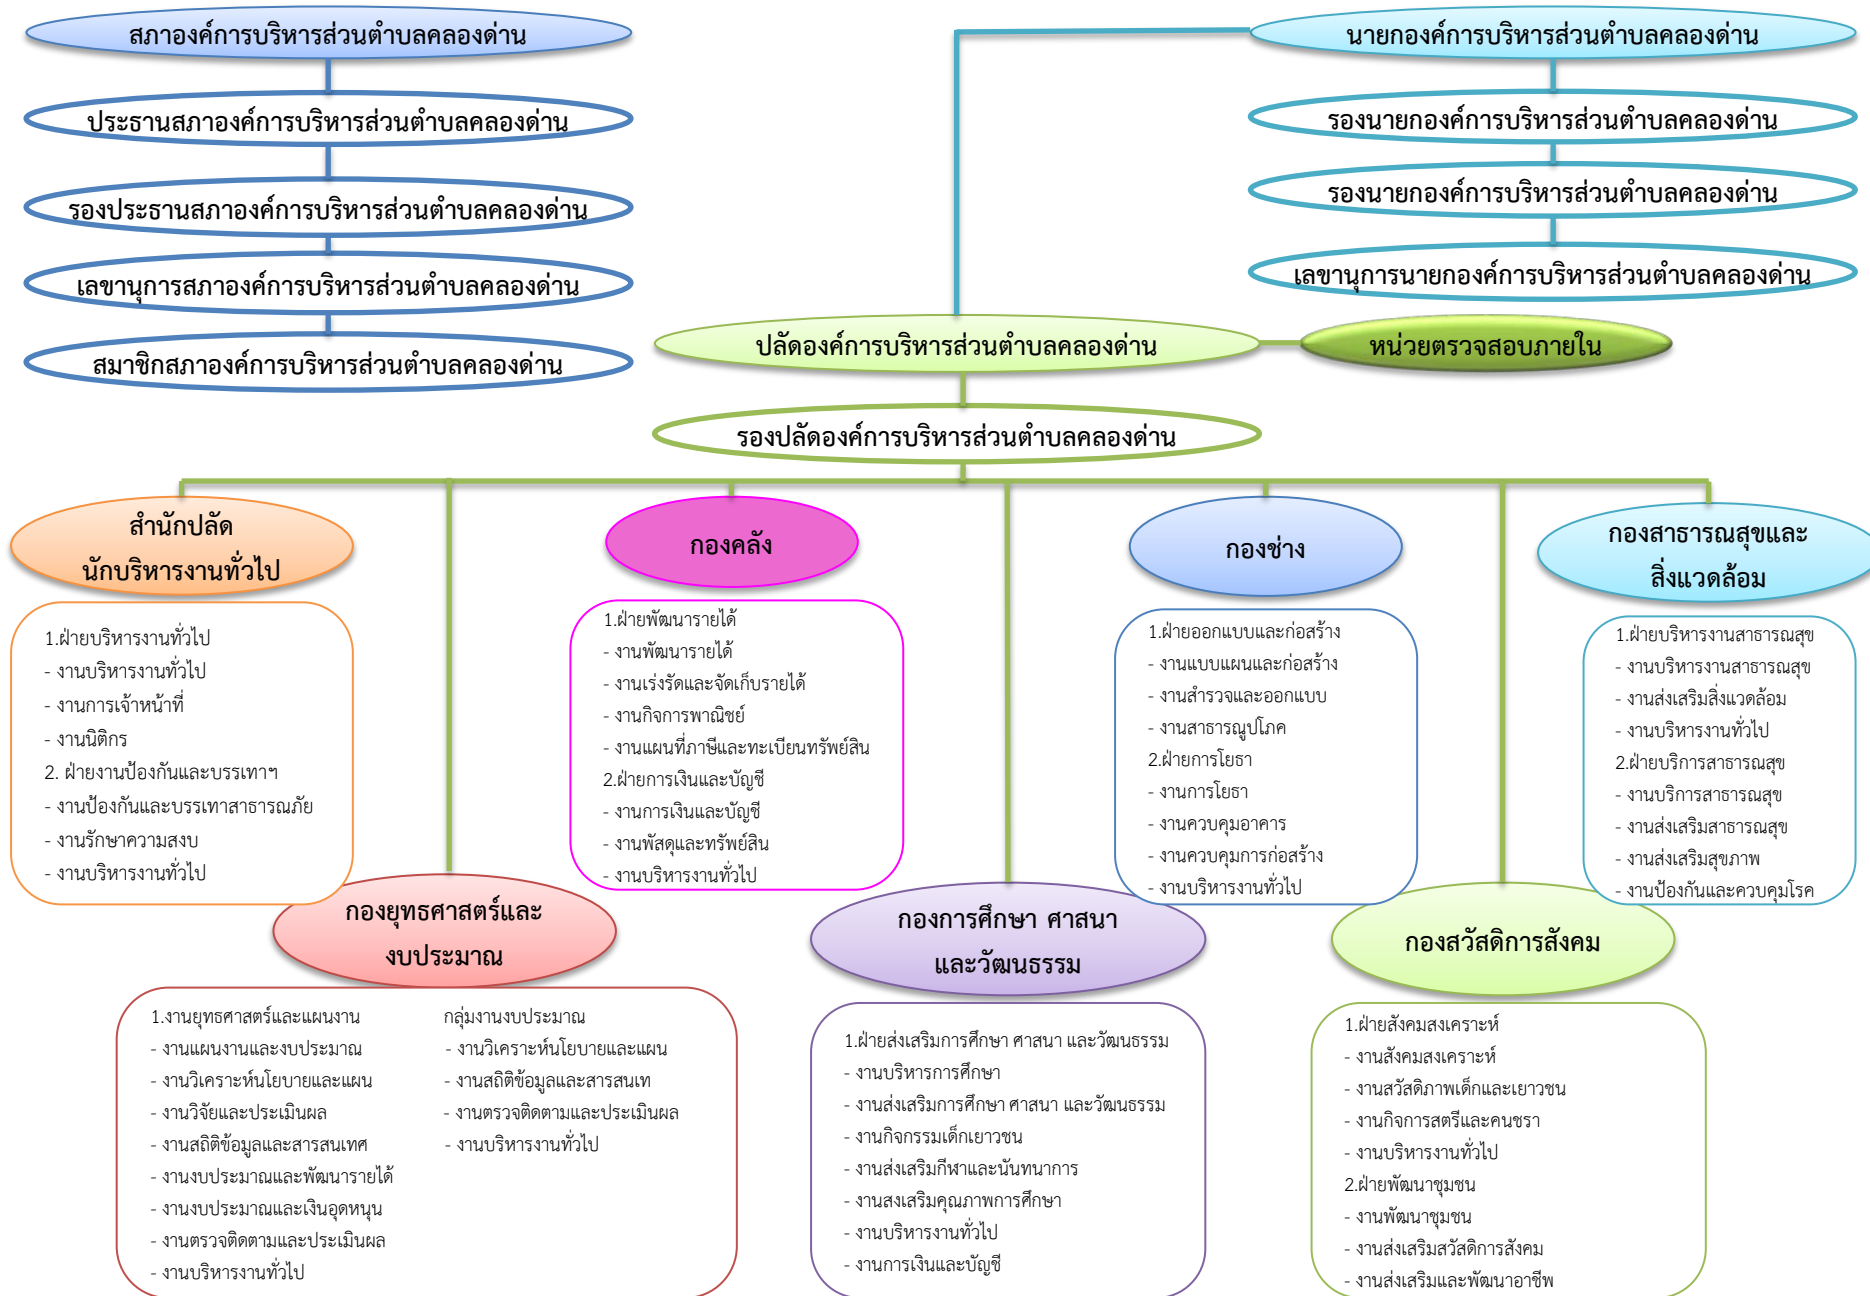 สภาองค์การบริหารส่วนตำบลคลองด่าน
ประธานสภาองค์การบริหารส่วนตำบลคลองด่าน
รองประธานสภาองค์การบริหารส่วนตำบลคลองด่าน
เลขานุการสภาองค์การบริหารส่วนตำบลคลองด่าน
สมาชิกสภาองค์การบริหารส่วนตำบลคลองด่าน
นายกองค์การบริหารส่วนตำบลคลองด่าน
รองนายกองค์การบริหารส่วนตำบลคลองด่าน
รองนายกองค์การบริหารส่วนตำบลคลองด่าน
เลขานุการนายกองค์การบริหารส่วนตำบลคลองด่าน
ปลัดองค์การบริหารส่วนตำบลคลองด่าน
หน่วยตรวจสอบภายใน
รองปลัดองค์การบริหารส่วนตำบลคลองด่าน
สำนักปลัด
นักบริหารงานทั่วไป
1.ฝ่ายบริหารงานทั่วไป
- งานบริหารงานทั่วไป
- งานการเจ้าหน้าที่
- งานนิติกร
2. ฝ่ายงานป้องกันและบรรเทาฯ
- งานป้องกันและบรรเทาสาธารณภัย
- งานรักษาความสงบ
- งานบริหารงานทั่วไป
กองคลัง
1.ฝ่ายพัฒนารายได้
- งานพัฒนารายได้
- งานเร่งรัดและจัดเก็บรายได้
- งานกิจการพาณิชย์
- งานแผนที่ภาษีและทะเบียนทรัพย์สิน
2.ฝ่ายการเงินและบัญชี
- งานการเงินและบัญชี
- งานพัสดุและทรัพย์สิน
- งานบริหารงานทั่วไป
กองช่าง
1.ฝ่ายออกแบบและก่อสร้าง
- งานแบบแผนและก่อสร้าง
- งานสำรวจและออกแบบ
- งานสาธารณูปโภค
2.ฝ่ายการโยธา
- งานการโยธา
- งานควบคุมอาคาร
- งานควบคุมการก่อสร้าง
- งานบริหารงานทั่วไป
กองสาธารณสุขและ
สิ่งแวดล้อม
1.ฝ่ายบริหารงานสาธารณสุข
- งานบริหารงานสาธารณสุข
- งานส่งเสริมสิ่งแวดล้อม
- งานบริหารงานทั่วไป
2.ฝ่ายบริการสาธารณสุข
- งานบริการสาธารณสุข
- งานส่งเสริมสาธารณสุข
- งานส่งเสริมสุขภาพ
- งานป้องกันและควบคุมโรค
กองยุทธศาสตร์และ
งบประมาณ
1.งานยุทธศาสตร์และแผนงาน
- งานแผนงานและงบประมาณ
- งานวิเคราะห์นโยบายและแผน
- งานวิจัยและประเมินผล
- งานสถิติข้อมูลและสารสนเทศ
- งานงบประมาณและพัฒนารายได้
- งานงบประมาณและเงินอุดหนุน
- งานตรวจติดตามและประเมินผล
- งานบริหารงานทั่วไป
กลุ่มงานงบประมาณ
- งานวิเคราะห์นโยบายและแผน
- งานสถิติข้อมูลและสารสนเท
- งานตรวจติดตามและประเมินผล
- งานบริหารงานทั่วไป
กองการศึกษา ศาสนา
และวัฒนธรรม
1.ฝ่ายส่งเสริมการศึกษา ศาสนา และวัฒนธรรม
- งานบริหารการศึกษา
- งานส่งเสริมการศึกษา ศาสนา และวัฒนธรรม
- งานกิจกรรมเด็กเยาวชน
- งานส่งเสริมกีฬาและนันทนาการ
- งานสงเสริมคุณภาพการศึกษา
- งานบริหารงานทั่วไป
- งานการเงินและบัญชี
กองสวัสดิการสังคม
1.ฝ่ายสังคมสงเคราะห์
- งานสังคมสงเคราะห์
- งานสวัสดิภาพเด็กและเยาวชน
- งานกิจการสตรีและคนชรา
- งานบริหารงานทั่วไป
2.ฝ่ายพัฒนาชุมชน
- งานพัฒนาชุมชน
- งานส่งเสริมสวัสดิการสังคม
- งานส่งเสริมและพัฒนาอาชีพ